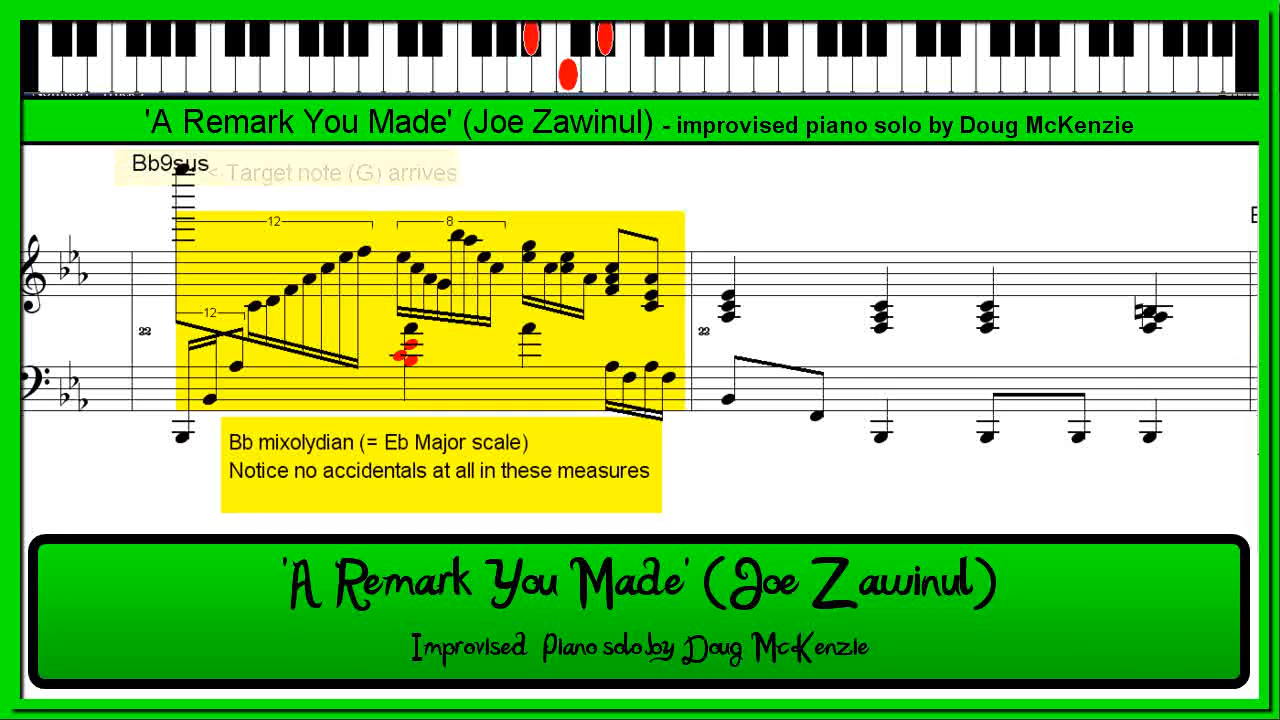 'A Remark You Made' (Joe Zawinul) - improvised piano solo by Doug McKenzie
Bb9sus
< Target note (G) arrives
12
8
12
22
22
Bb mixolydian (= Eb Major scale)
Notice no accidentals at all in these measures
'A Remark You Made' (Joe Zawinul)
Improvised Piano solo by Doug McKenzie